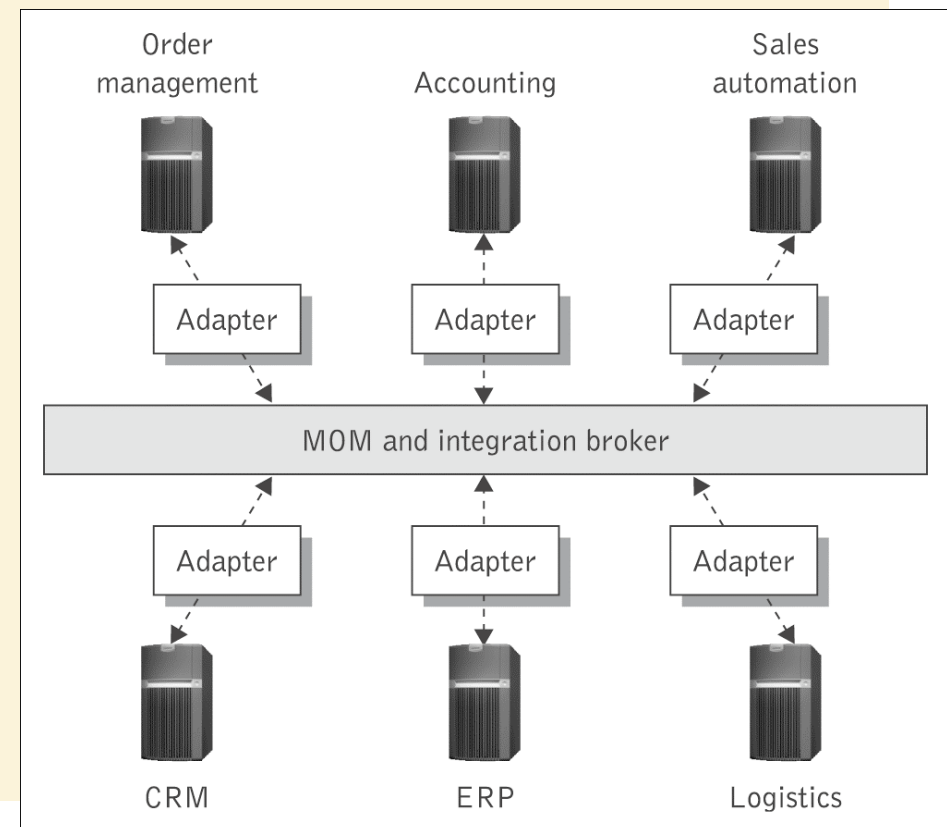 Order
management
Accounting
Sales
automation
Adapter
Adapter
Adapter
MOM and integration broker
Adapter
Adapter
Adapter
CRM
ERP
Logistics